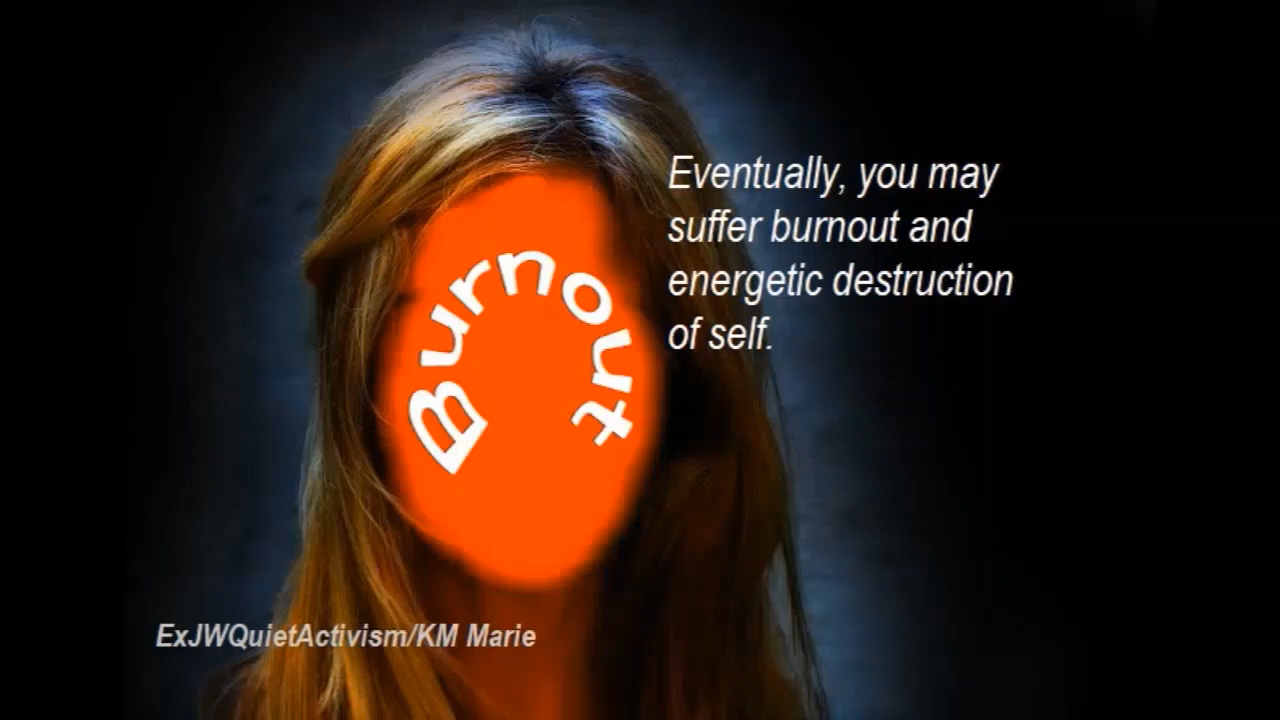 Burnout
Eventually, you may
suffer burnout and
energetic destruction
of self.
ExJWQuietActivism/KM Marie